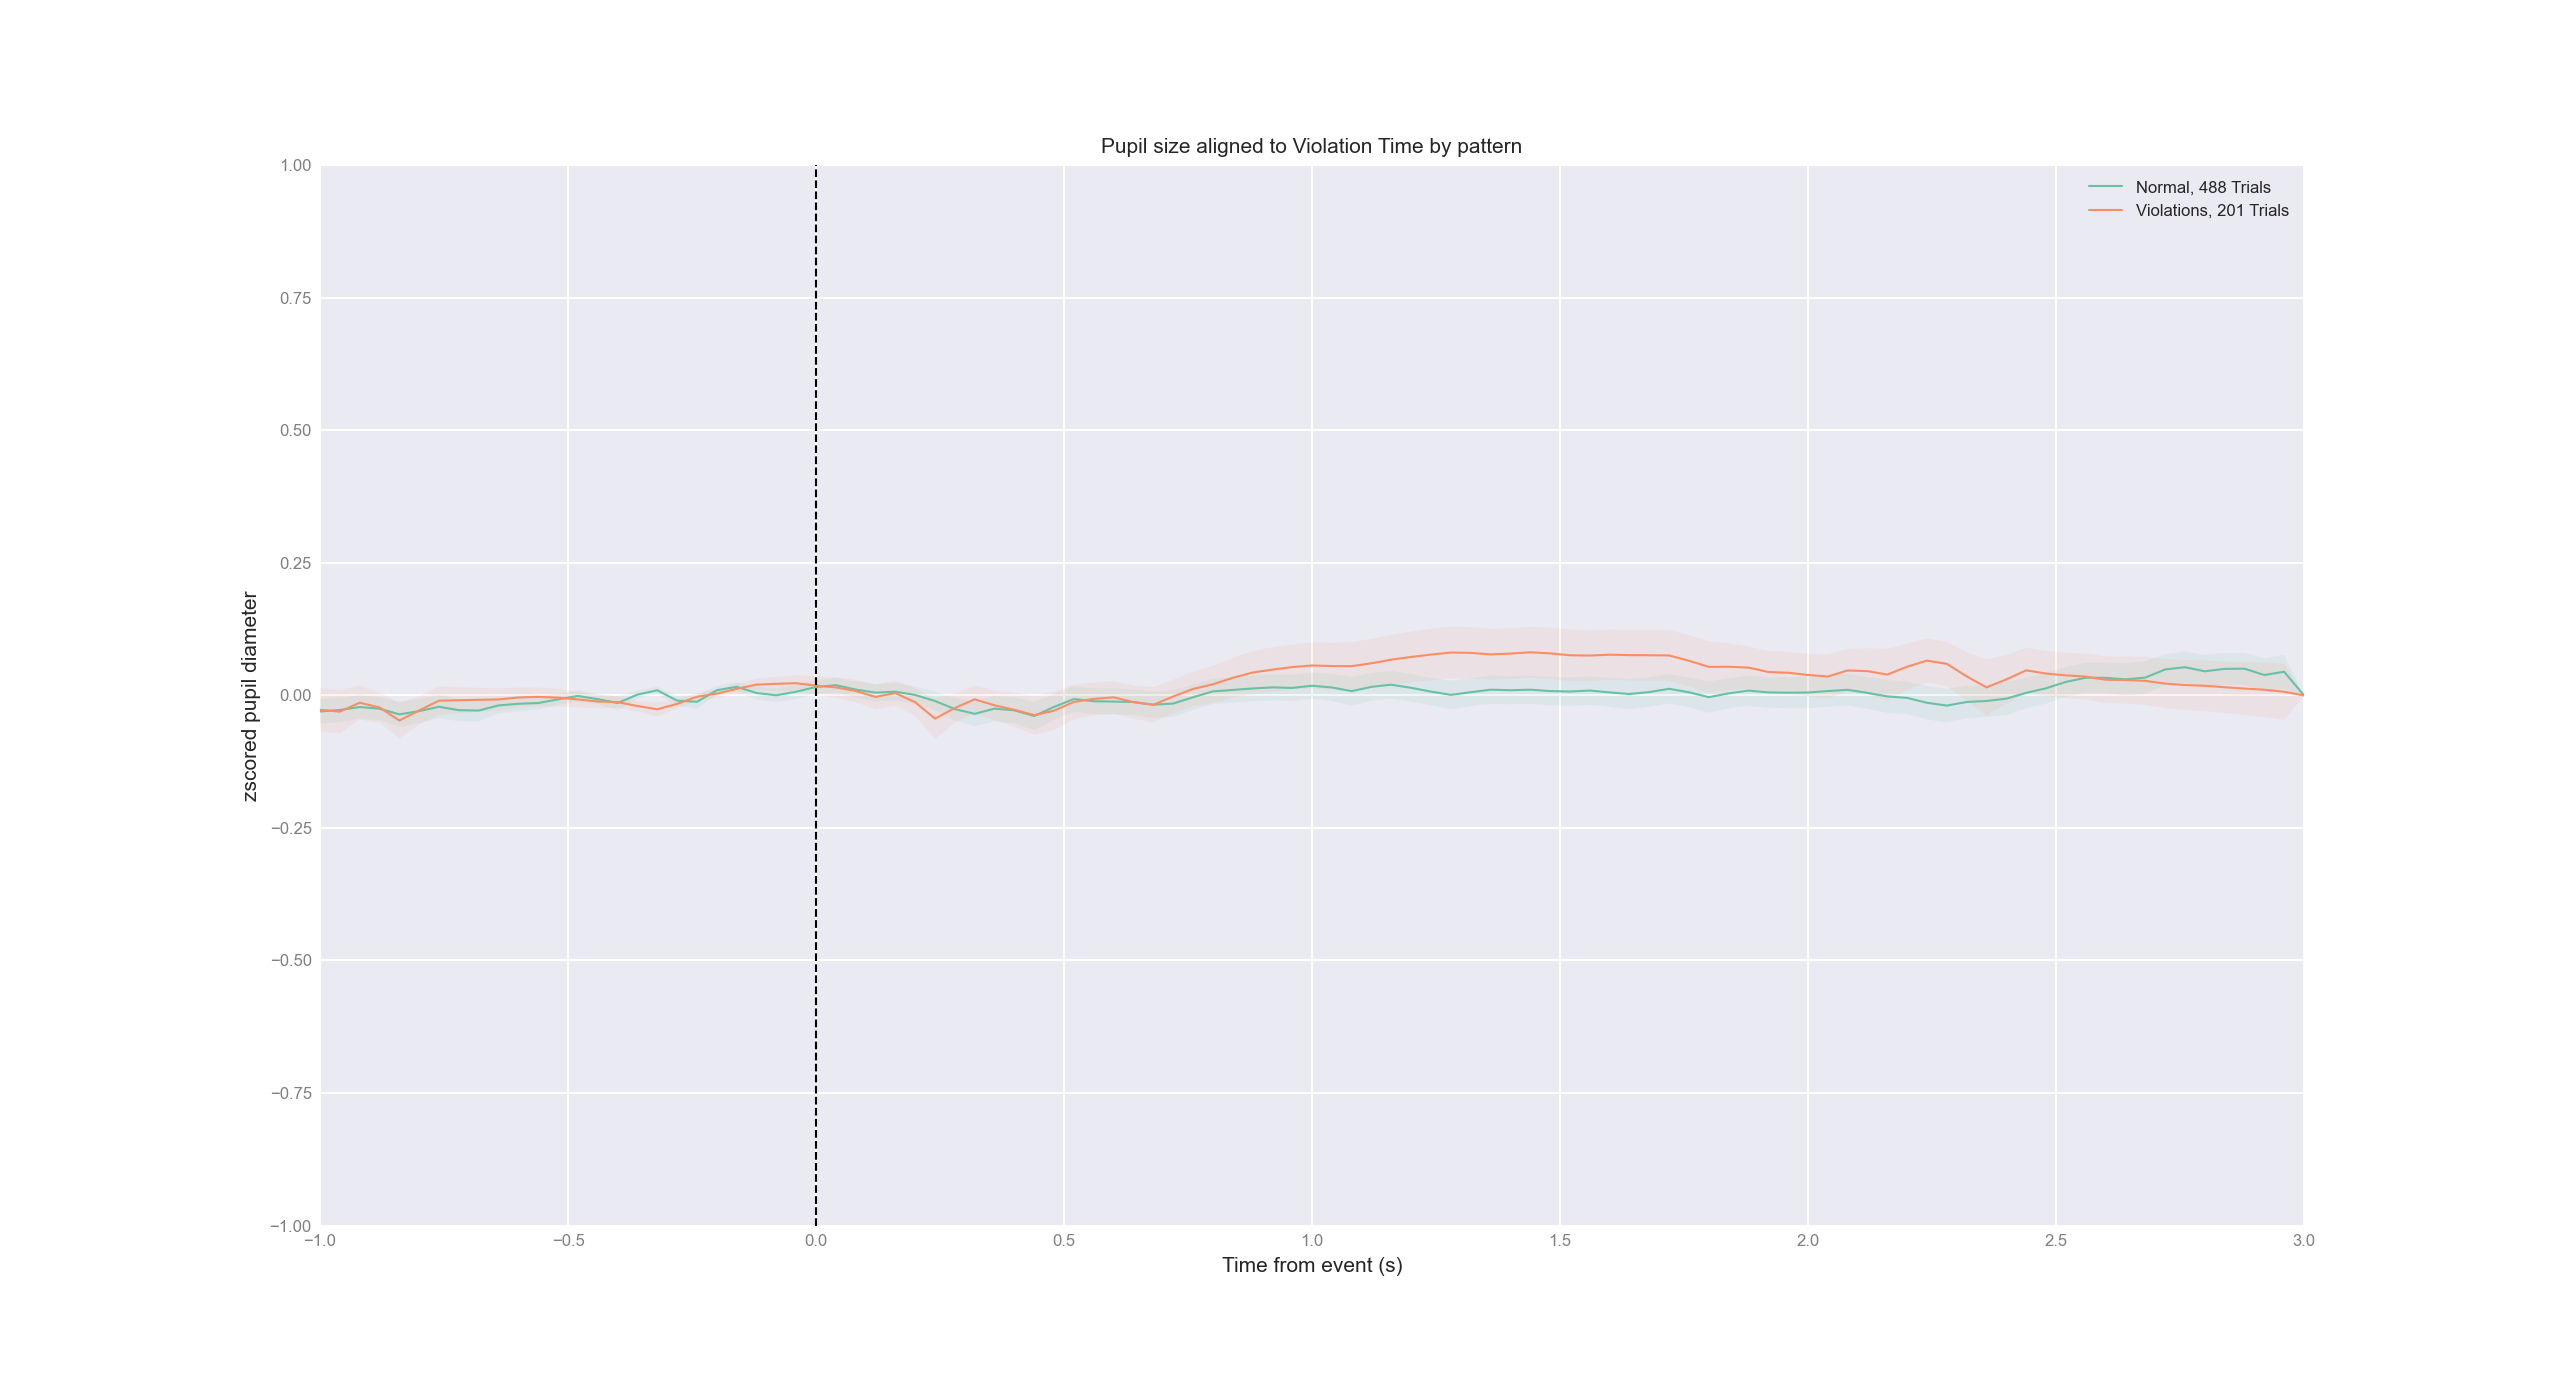 Pupil size aligned to Violation Time by pattern
1.00
0.75
0.50
0.25
0.00
−0.25
−0.50
−0.75
−1.00
zscored pupil diameter
Normal, 488 Trials
Violations, 201 Trials
−1.0 −0.5 0.0 0.5 1.0 1.5 2.0 2.5 3.0
Time from event (s)